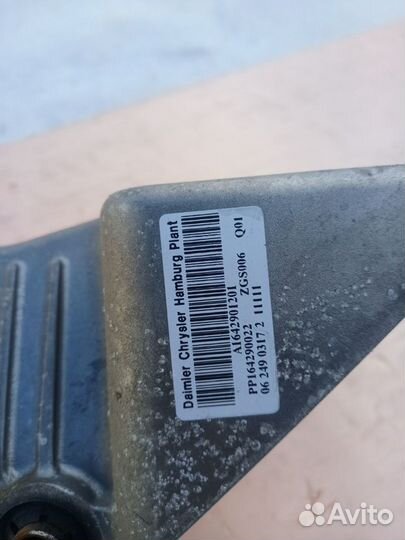 Daimler Chrysler Hamburg Plant
A1642901201
ZGS006 Q01
PP164290022
06 249 0317 2 11111
Avito